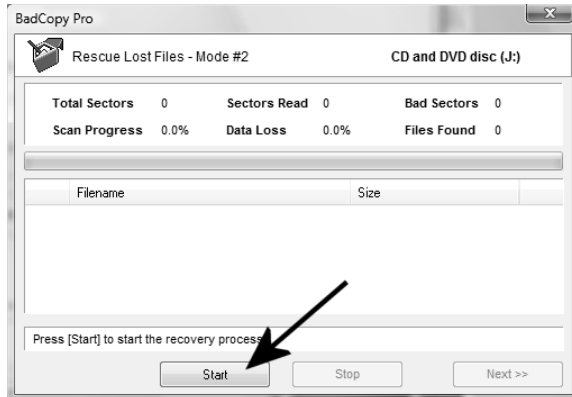 BadCopy Pro
Rescue Lost Files - Mode #2 CD and DVD disc (J:)
Total Sectors 0 Sectors Read 0 Bad Sectors 0
Scan Progress 0.0% Data Loss 0.0% Files Found 0
Filename Size
Press [Start] to start the recovery process
Start Stop Next >>